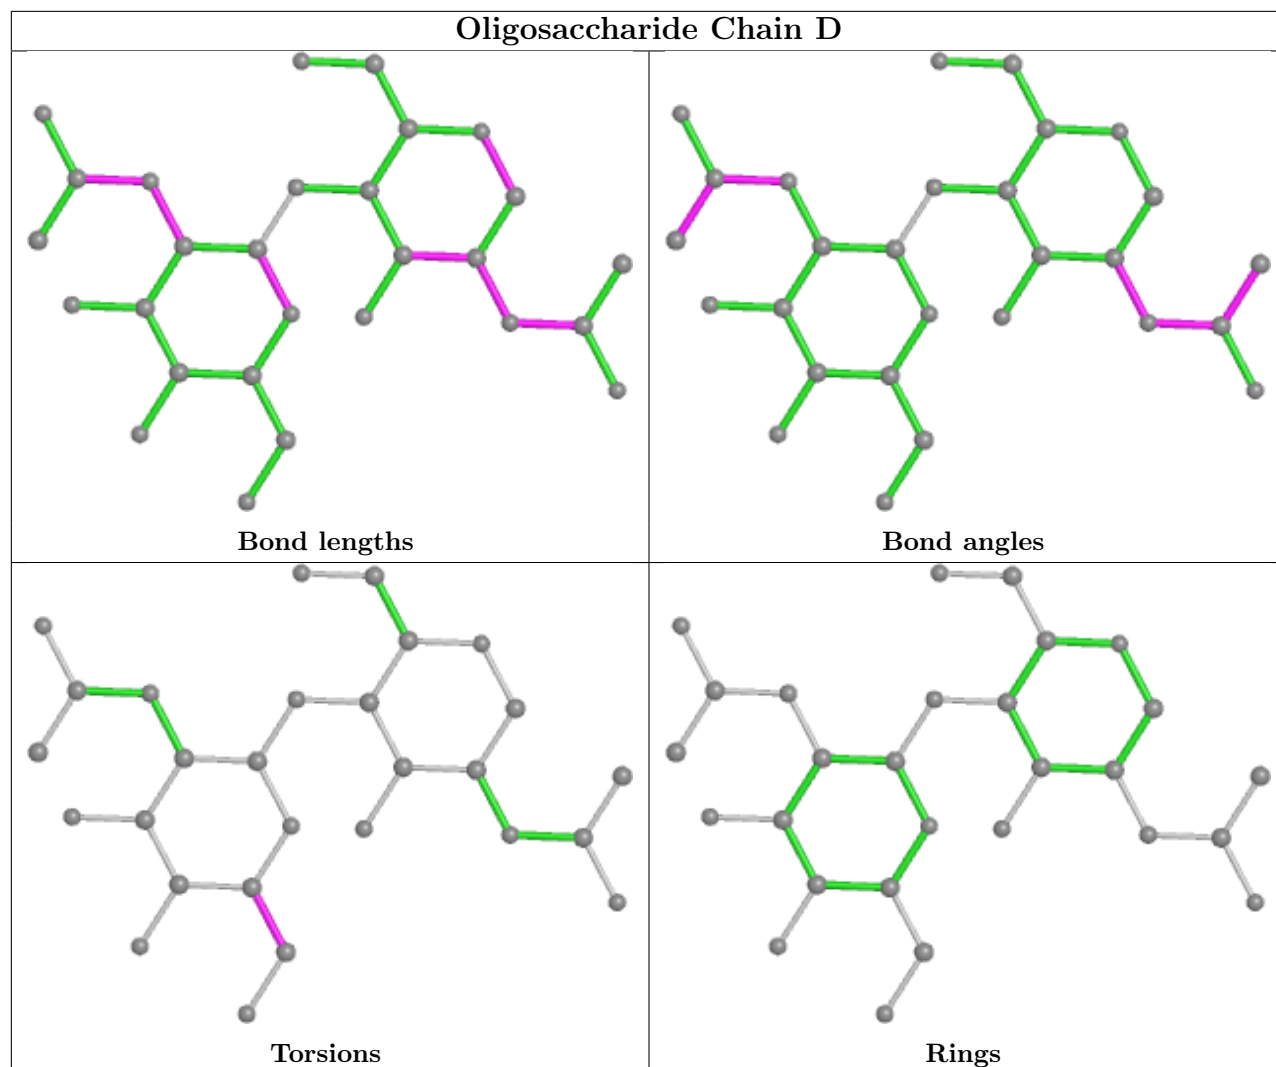 Oligosaccharide Chain D
Bond lengths
Bond angles
Torsions
Rings